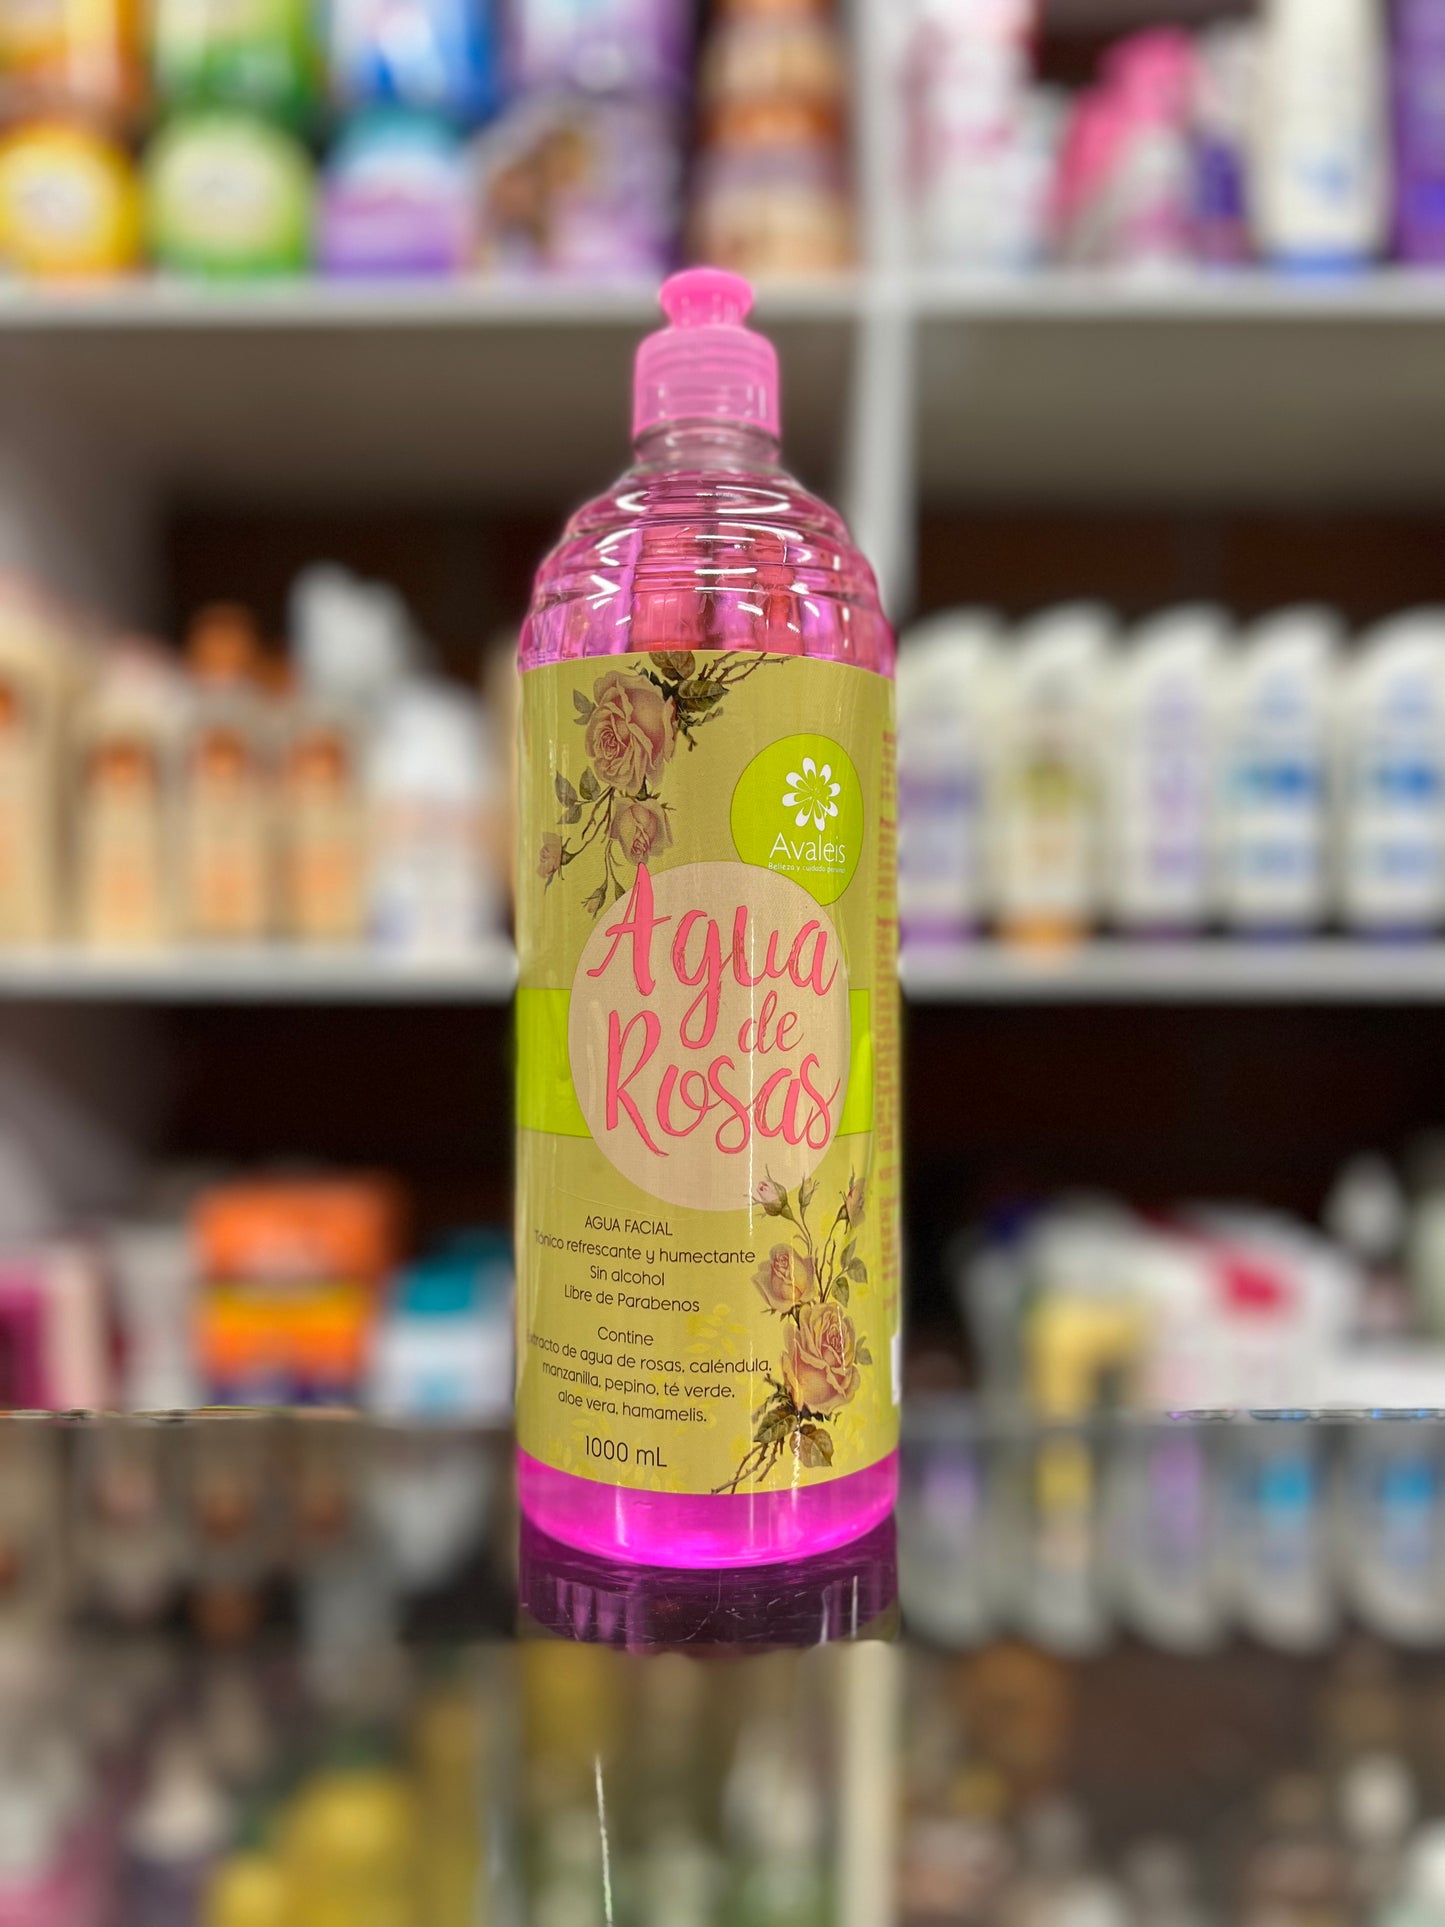 Avaleis
Belleza y cuidado personal
Agua
de
Rosas
AGUA FACIAL
Tónico refrescante y humectante
Sin alcohol
Libre de Parabenos
Contine
Extracto de agua de rosas, caléndula,
manzanilla, pepino, té verde,
aloe vera, hamamelis.
1000 mL